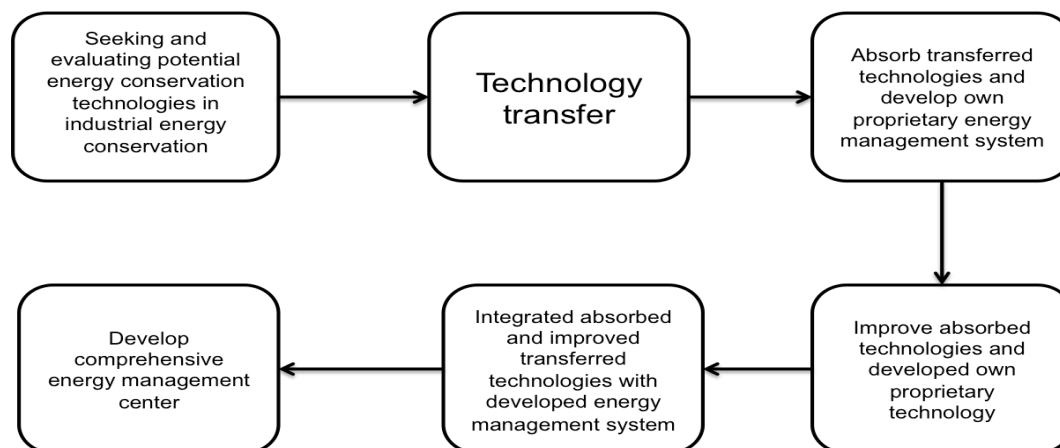 Seeking and
evaluating potential
energy conservation
technologies in
industrial energy
conservation
Technology
transfer
Absorb transferred
technologies and
develop own
proprietary energy
management system
Improve absorbed
technologies and
developed own
proprietary
technology
Integrated absorbed
and improved
transferred
technologies with
developed energy
management system
Develop
comprehensive
energy management
center